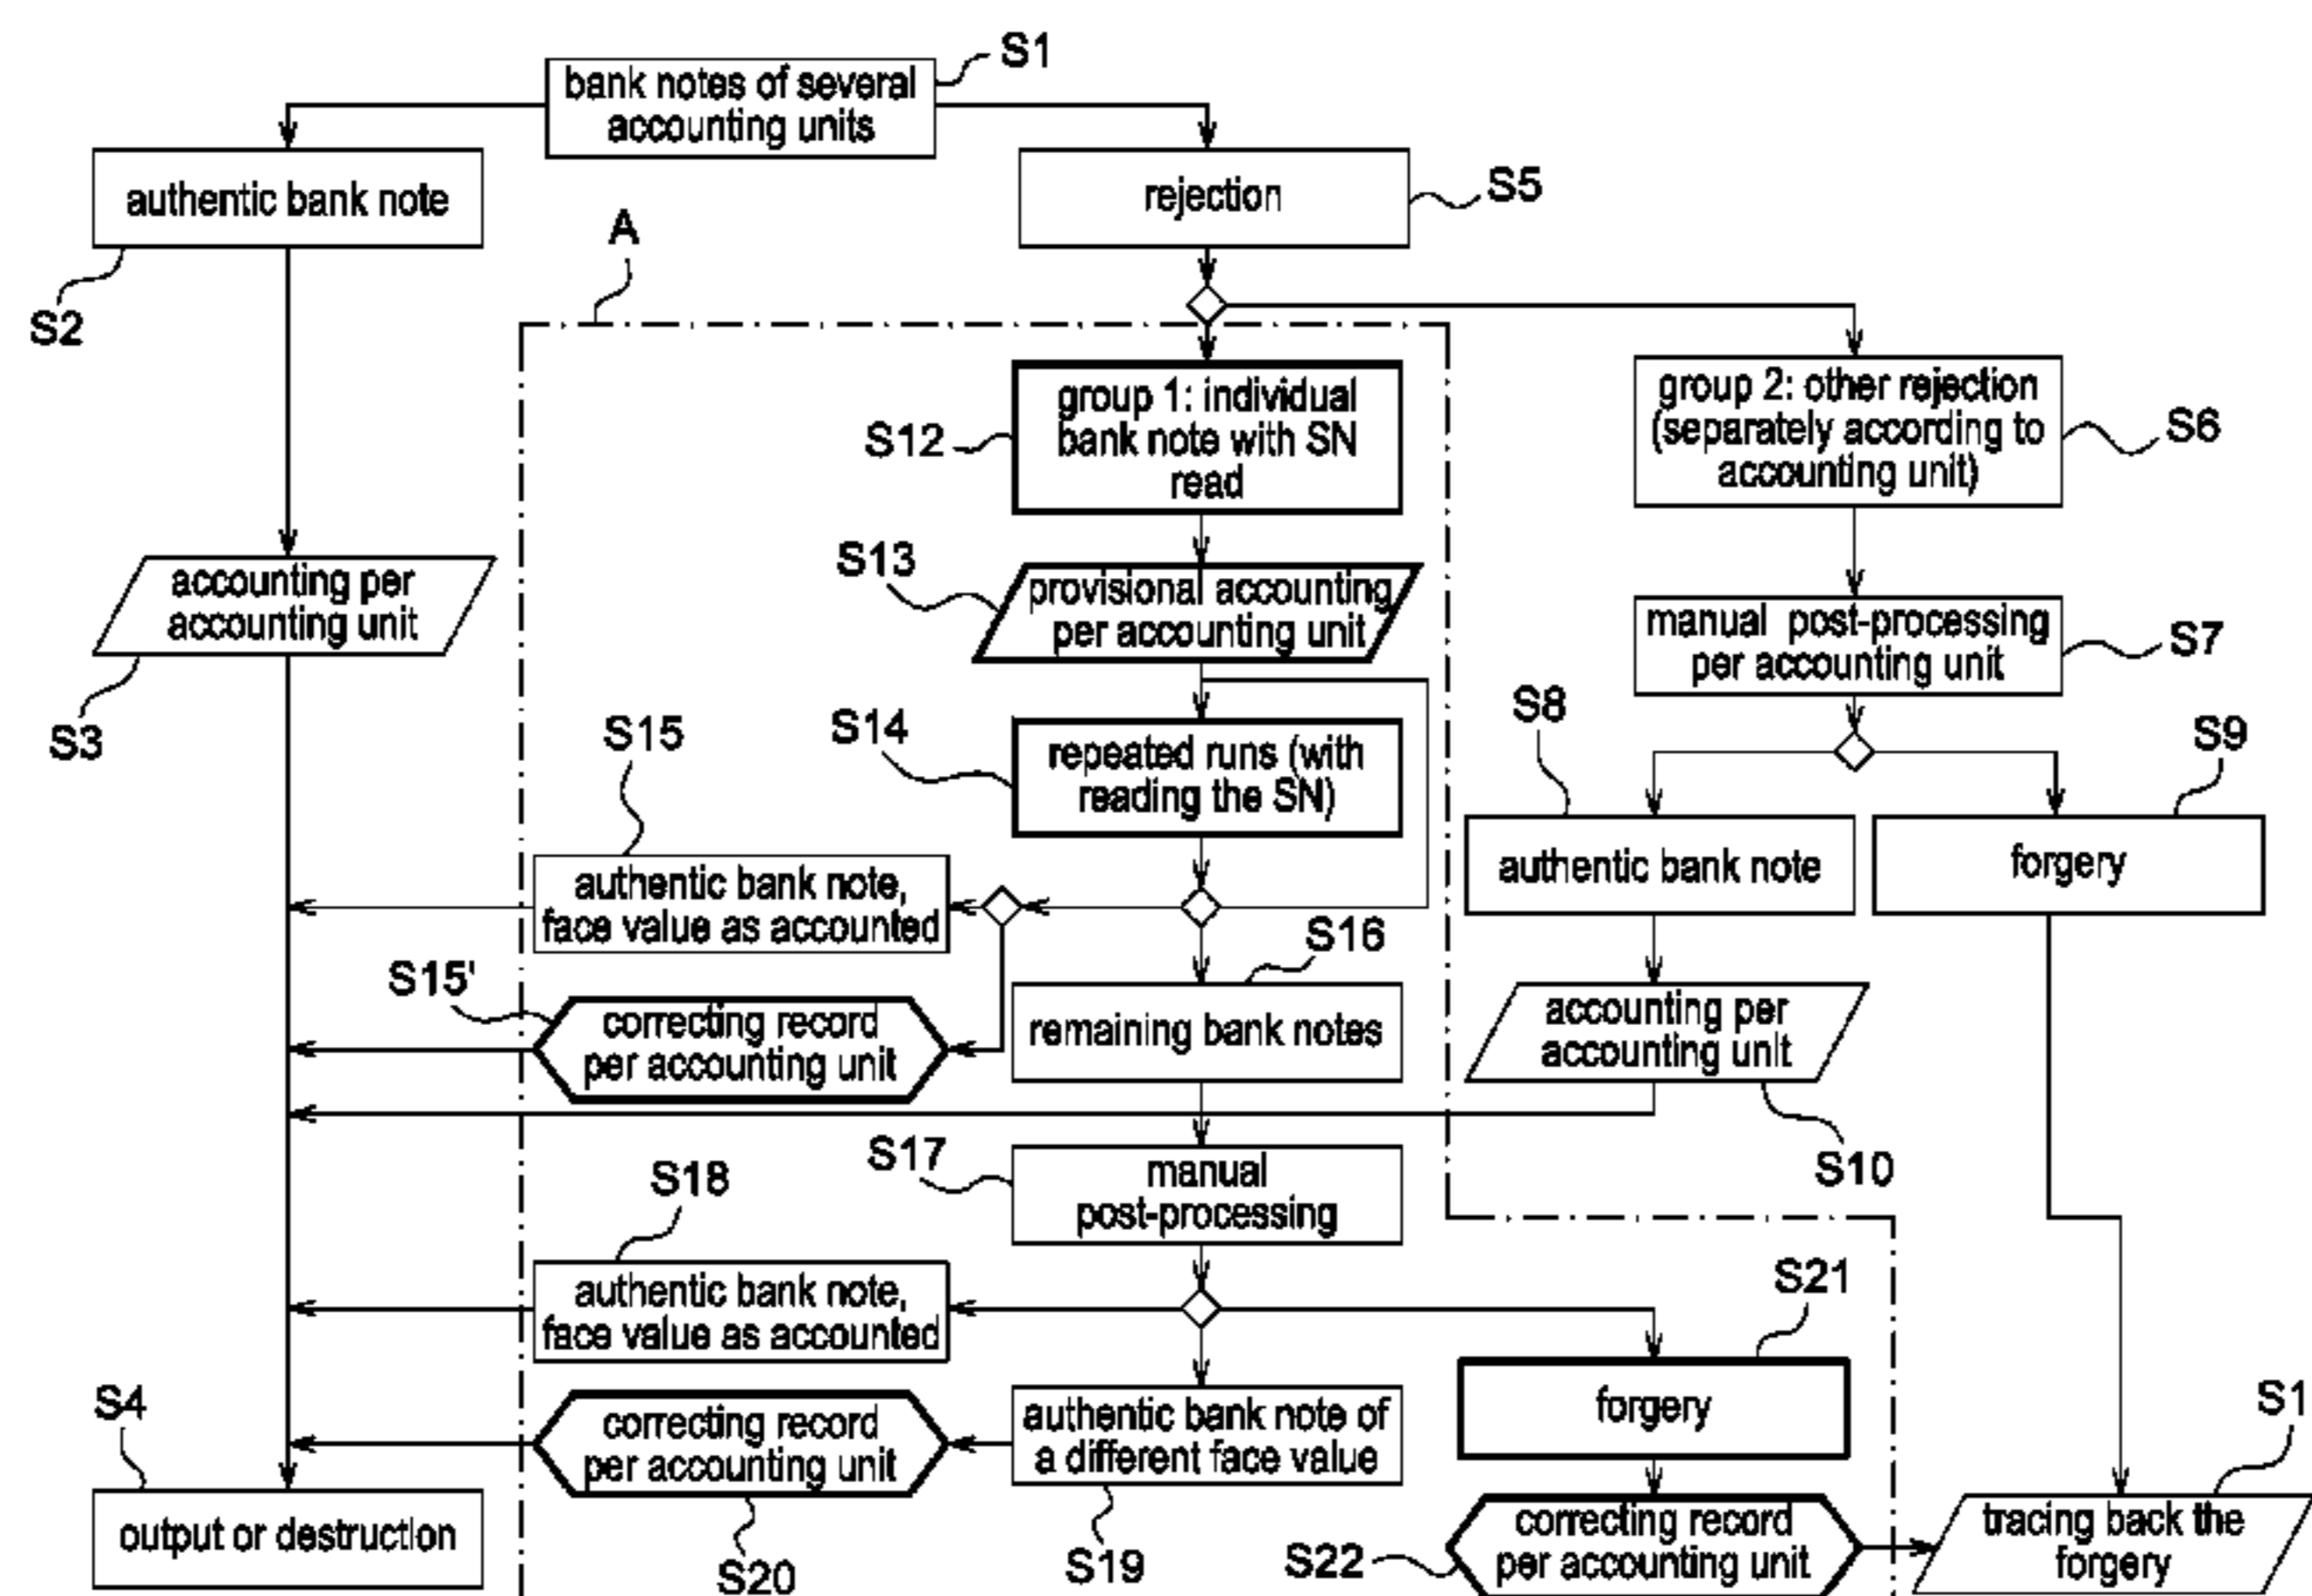 S1
bank notes of several
accounting units
authentic bank note
S2
rejection
S5
A
group 1: individual
bank note with SN
read
S12
group 2: other rejection
(separately according to
accounting unit)
S6
accounting per
accounting unit
S3
S13
provisional accounting
per accounting unit
manual post-processing
per accounting unit
S7
S15
S14
repeated runs (with
reading the SN)
S8
S9
authentic bank note,
face value as accounted
authentic bank note
forgery
S16
S15'
correcting record
per accounting unit
remaining bank notes
accounting per
accounting unit
S10
S17
manual
post-processing
S18
authentic bank note,
face value as accounted
S21
forgery
S4
output or destruction
correcting record
per accounting unit
S20
authentic bank note of
a different face value
S19
S22
correcting record
per accounting unit
S1
tracing back the
forgery